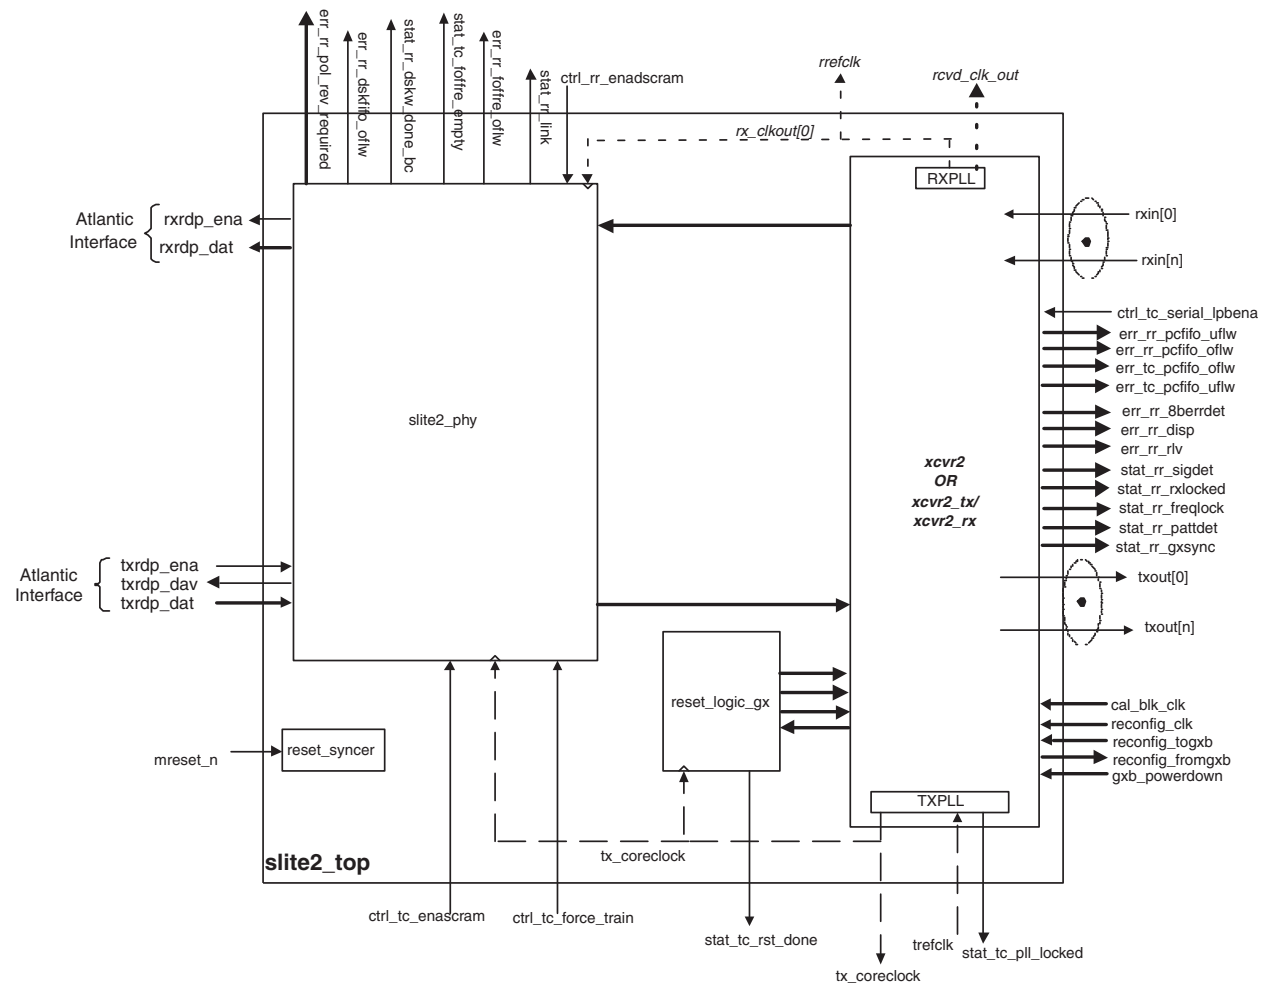 err_rr_pol_rev_required
err_rr_dskfifo_oflw
stat_rr_dskw_done_bc
stat_tc_foffre_empty
err_rr_foffre_oflw
stat_rr_link
ctrl_rr_enadscram
rrefclk
rcvd_clk_out
rx_clkout[0]
RXPLL
Atlantic
Interface
rxrdp_ena
rxrdp_dat
rxin[0]
rxin[n]
ctrl_tc_serial_lpbena
err_rr_pcfifo_uflw
err_rr_pcfifo_oflw
err_tc_pcfifo_oflw
err_tc_pcfifo_uflw
err_rr_8berrdet
err_rr_disp
err_rr_rlv
stat_rr_sigdet
stat_rr_rxlocked
stat_rr_freqlock
stat_rr_pattdet
stat_rr_gxsync
slite2_phy
xcvr2
OR
xcvr2_tx/
xcvr2_rx
Atlantic
Interface
txrdp_ena
txrdp_dav
txrdp_dat
txout[0]
txout[n]
reset_logic_gx
cal_blk_clk
reconfig_clk
reconfig_togxb
reconfig_fromgxb
gxb_powerdown
mreset_n
reset_syncer
TXPLL
tx_coreclock
slite2_top
ctrl_tc_enascram
ctrl_tc_force_train
stat_tc_rst_done
trefclk
stat_tc_pll_locked
tx_coreclock